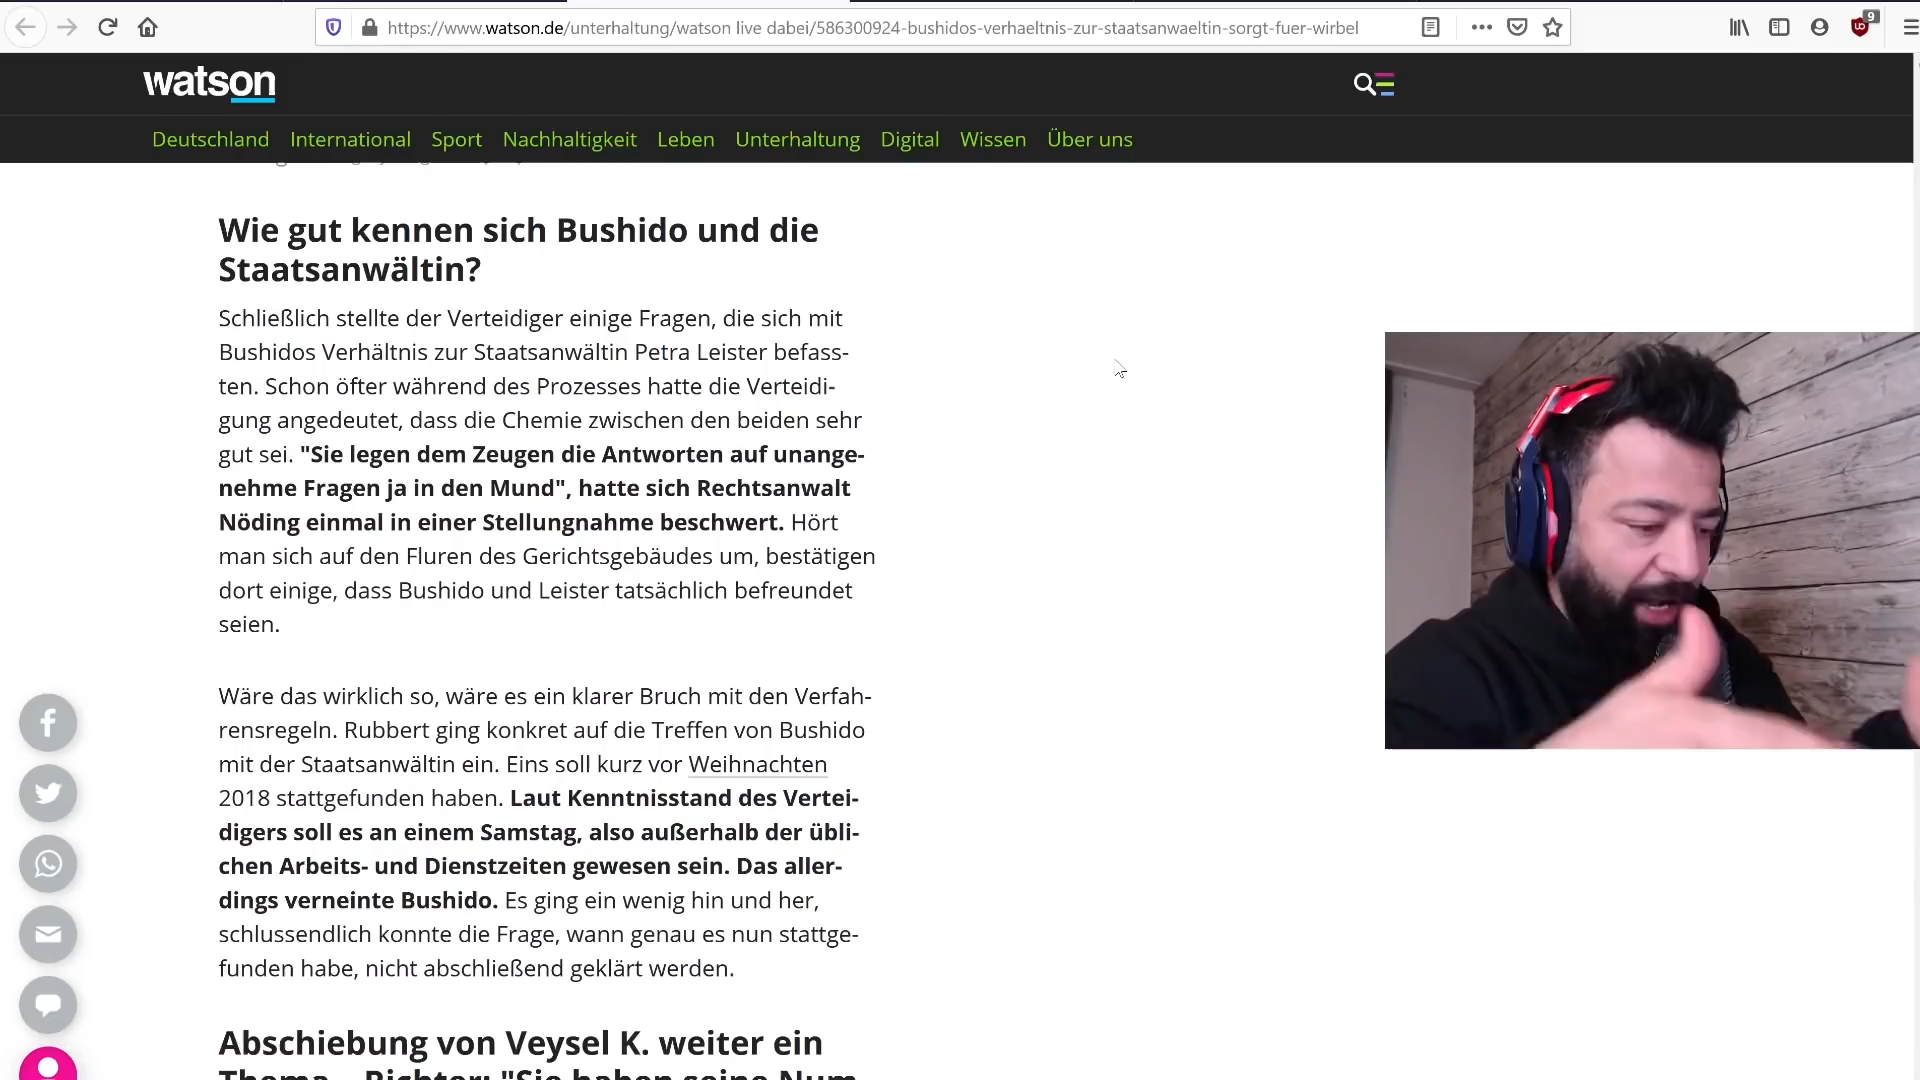 https://www.watson.de/unterhaltung/watson live dabei/586300924-bushidos-verhaeltnis-zur-staatsanwaeltin-sorgt-fuer-wirbel
9
watson
Deutschland International Sport Nachhaltigkeit Leben Unterhaltung Digital Wissen Über uns
Wie gut kennen sich Bushido und die
Staatsanwältin?
Schließlich stellte der Verteidiger einige Fragen, die sich mit
Bushidos Verhältnis zur Staatsanwältin Petra Leister befass-
ten. Schon öfter während des Prozesses hatte die Verteidi-
gung angedeutet, dass die Chemie zwischen den beiden sehr
gut sei. "Sie legen dem Zeugen die Antworten auf unange-
nehme Fragen ja in den Mund", hatte sich Rechtsanwalt
Nöding einmal in einer Stellungnahme beschwert. Hört
man sich auf den Fluren des Gerichtsgebäudes um, bestätigen
dort einige, dass Bushido und Leister tatsächlich befreundet
seien.
Wäre das wirklich so, wäre es ein klarer Bruch mit den Verfah-
rensregeln. Rubbert ging konkret auf die Treffen von Bushido
mit der Staatsanwältin ein. Eins soll kurz vor Weihnachten
2018 stattgefunden haben. Laut Kenntnisstand des Vertei-
digers soll es an einem Samstag, also außerhalb der übli-
chen Arbeits- und Dienstzeiten gewesen sein. Das aller-
dings verneinte Bushido. Es ging ein wenig hin und her,
schlussendlich konnte die Frage, wann genau es nun stattge-
funden habe, nicht abschließend geklärt werden.
Abschiebung von Veysel K. weiter ein
Thema – Richter: "Sie haben seine Num